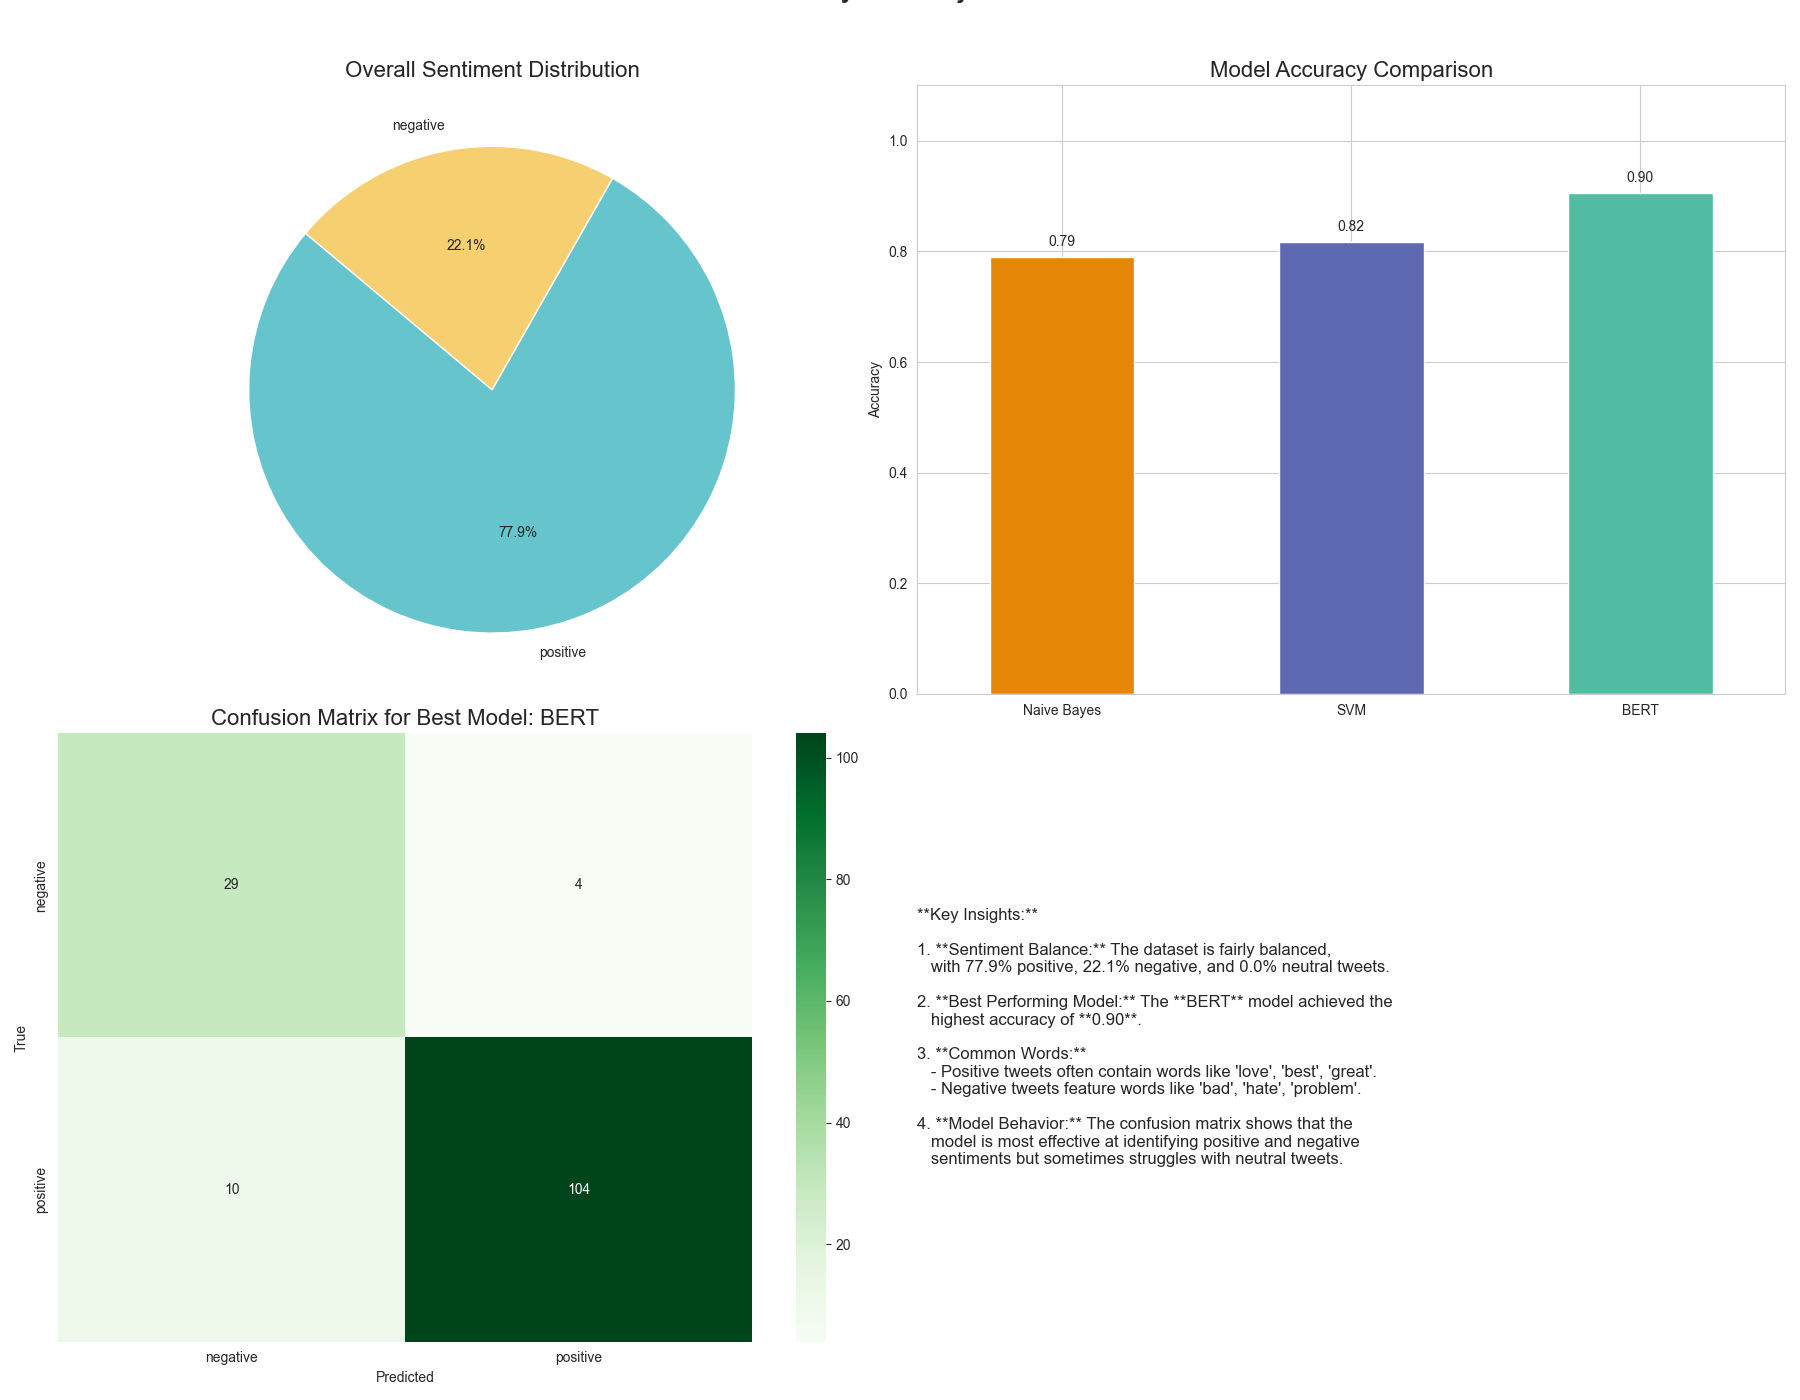 Overall Sentiment Distribution
negative
22.1%
77.9%
positive
Model Accuracy Comparison
Accuracy
1.0
0.8
0.6
0.4
0.2
0.0
0.79
0.82
0.90
Naive Bayes
SVM
BERT
Confusion Matrix for Best Model: BERT
True
negative
positive
29
4
10
104
negative
positive
Predicted
100
80
60
40
20
**Key Insights:**
1. **Sentiment Balance:** The dataset is fairly balanced,
with 77.9% positive, 22.1% negative, and 0.0% neutral tweets.
2. **Best Performing Model:** The **BERT** model achieved the
highest accuracy of **0.90**.
3. **Common Words:**
- Positive tweets often contain words like 'love', 'best', 'great'.
- Negative tweets feature words like 'bad', 'hate', 'problem'.
4. **Model Behavior:** The confusion matrix shows that the
model is most effective at identifying positive and negative
sentiments but sometimes struggles with neutral tweets.